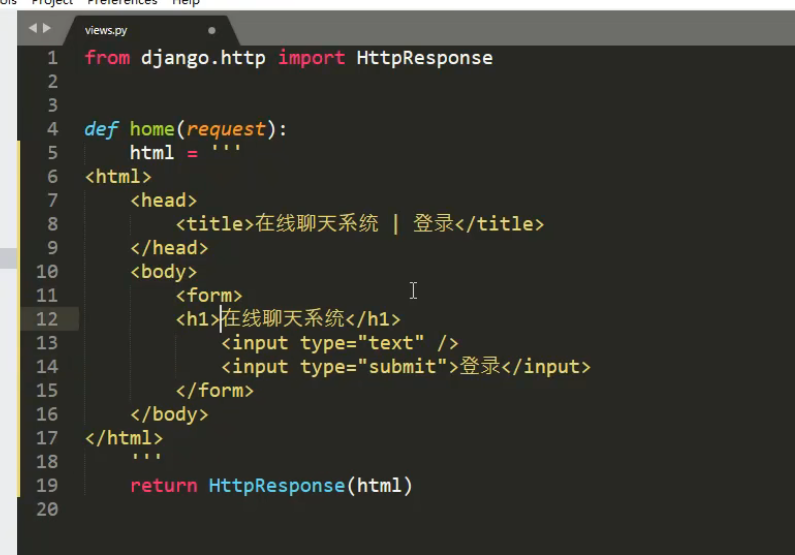 ols Project Preferences Help
views.py
1 from django.http import HttpResponse
2
3
4 def home(request):
5     html = '''
6 <html>
7     <head>
8         <title>在线聊天系统 | 登录</title>
9     </head>
10     <body>
11         <form>
12         <h1>在线聊天系统</h1>
13             <input type="text" />
14             <input type="submit">登录</input>
15         </form>
16     </body>
17 </html>
18     '''
19     return HttpResponse(html)
20